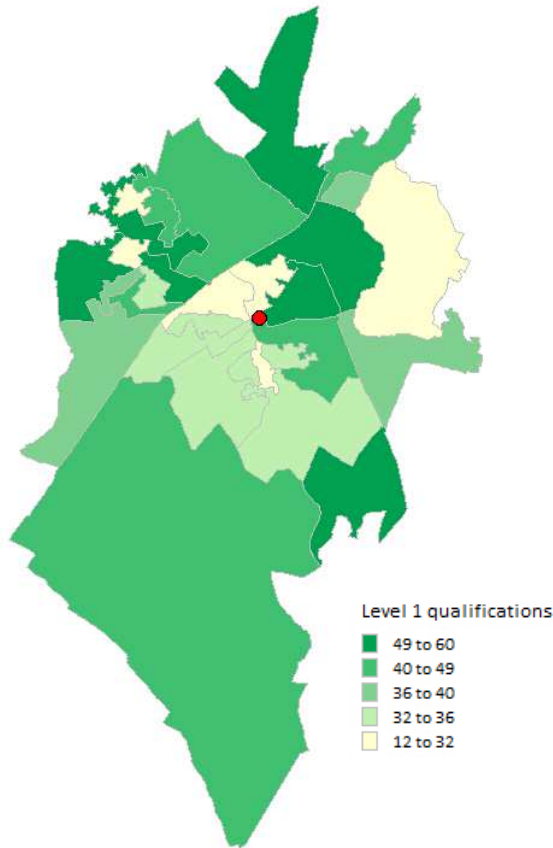 Level 1 qualifications
49 to 60
40 to 49
36 to 40
32 to 36
12 to 32